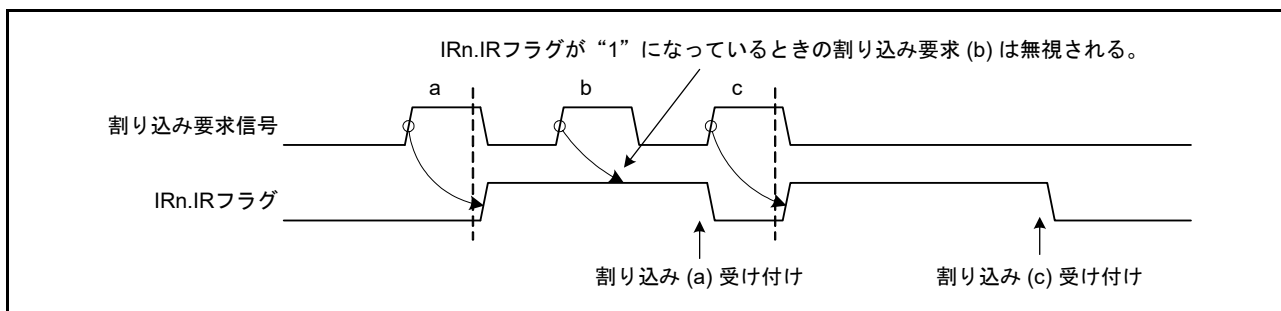 IRn.IRフラグが“1”になっているときの割り込み要求 (b) は無視される。
a
b
c
割り込み要求信号
IRn.IRフラグ
割り込み (a) 受け付け
割り込み (c) 受け付け